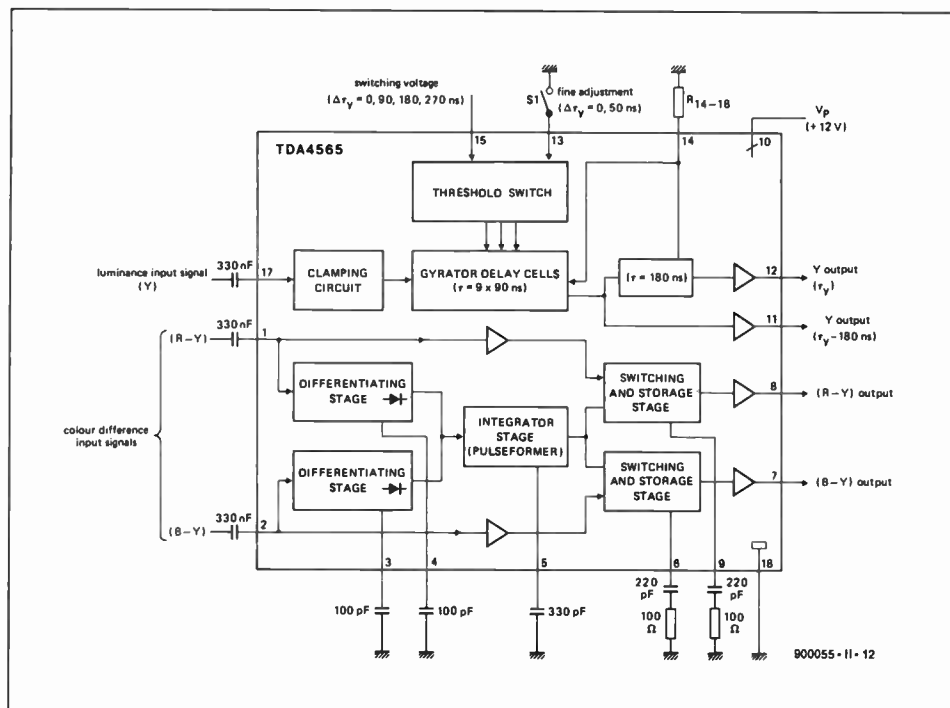 switching voltage
(Δτy = 0, 90, 180, 270 ns)
S1
fine adjustment
(Δτy = 0, 50 ns)
R14–18
VP
(+ 12 V)
TDA4565
15
13
14
10
THRESHOLD SWITCH
luminance input signal
(Y)
330 nF
17
CLAMPING
CIRCUIT
GYRATOR DELAY CELLS
(τ = 9 x 90 ns)
(τ = 180 ns)
12
Y output
(τy)
11
Y output
(τy – 180 ns)
330 nF
(R–Y)
1
DIFFERENTIATING
STAGE
INTEGRATOR
STAGE
(PULSEFORMER)
SWITCHING
AND STORAGE
STAGE
8
(R–Y) output
colour difference
input signals
DIFFERENTIATING
STAGE
SWITCHING
AND STORAGE
STAGE
7
(B–Y) output
330 nF
(B–Y)
2
3
4
5
6
9
18
100 pF
100 pF
330 pF
220
pF
100
Ω
220
pF
100
Ω
900055 - II - 12